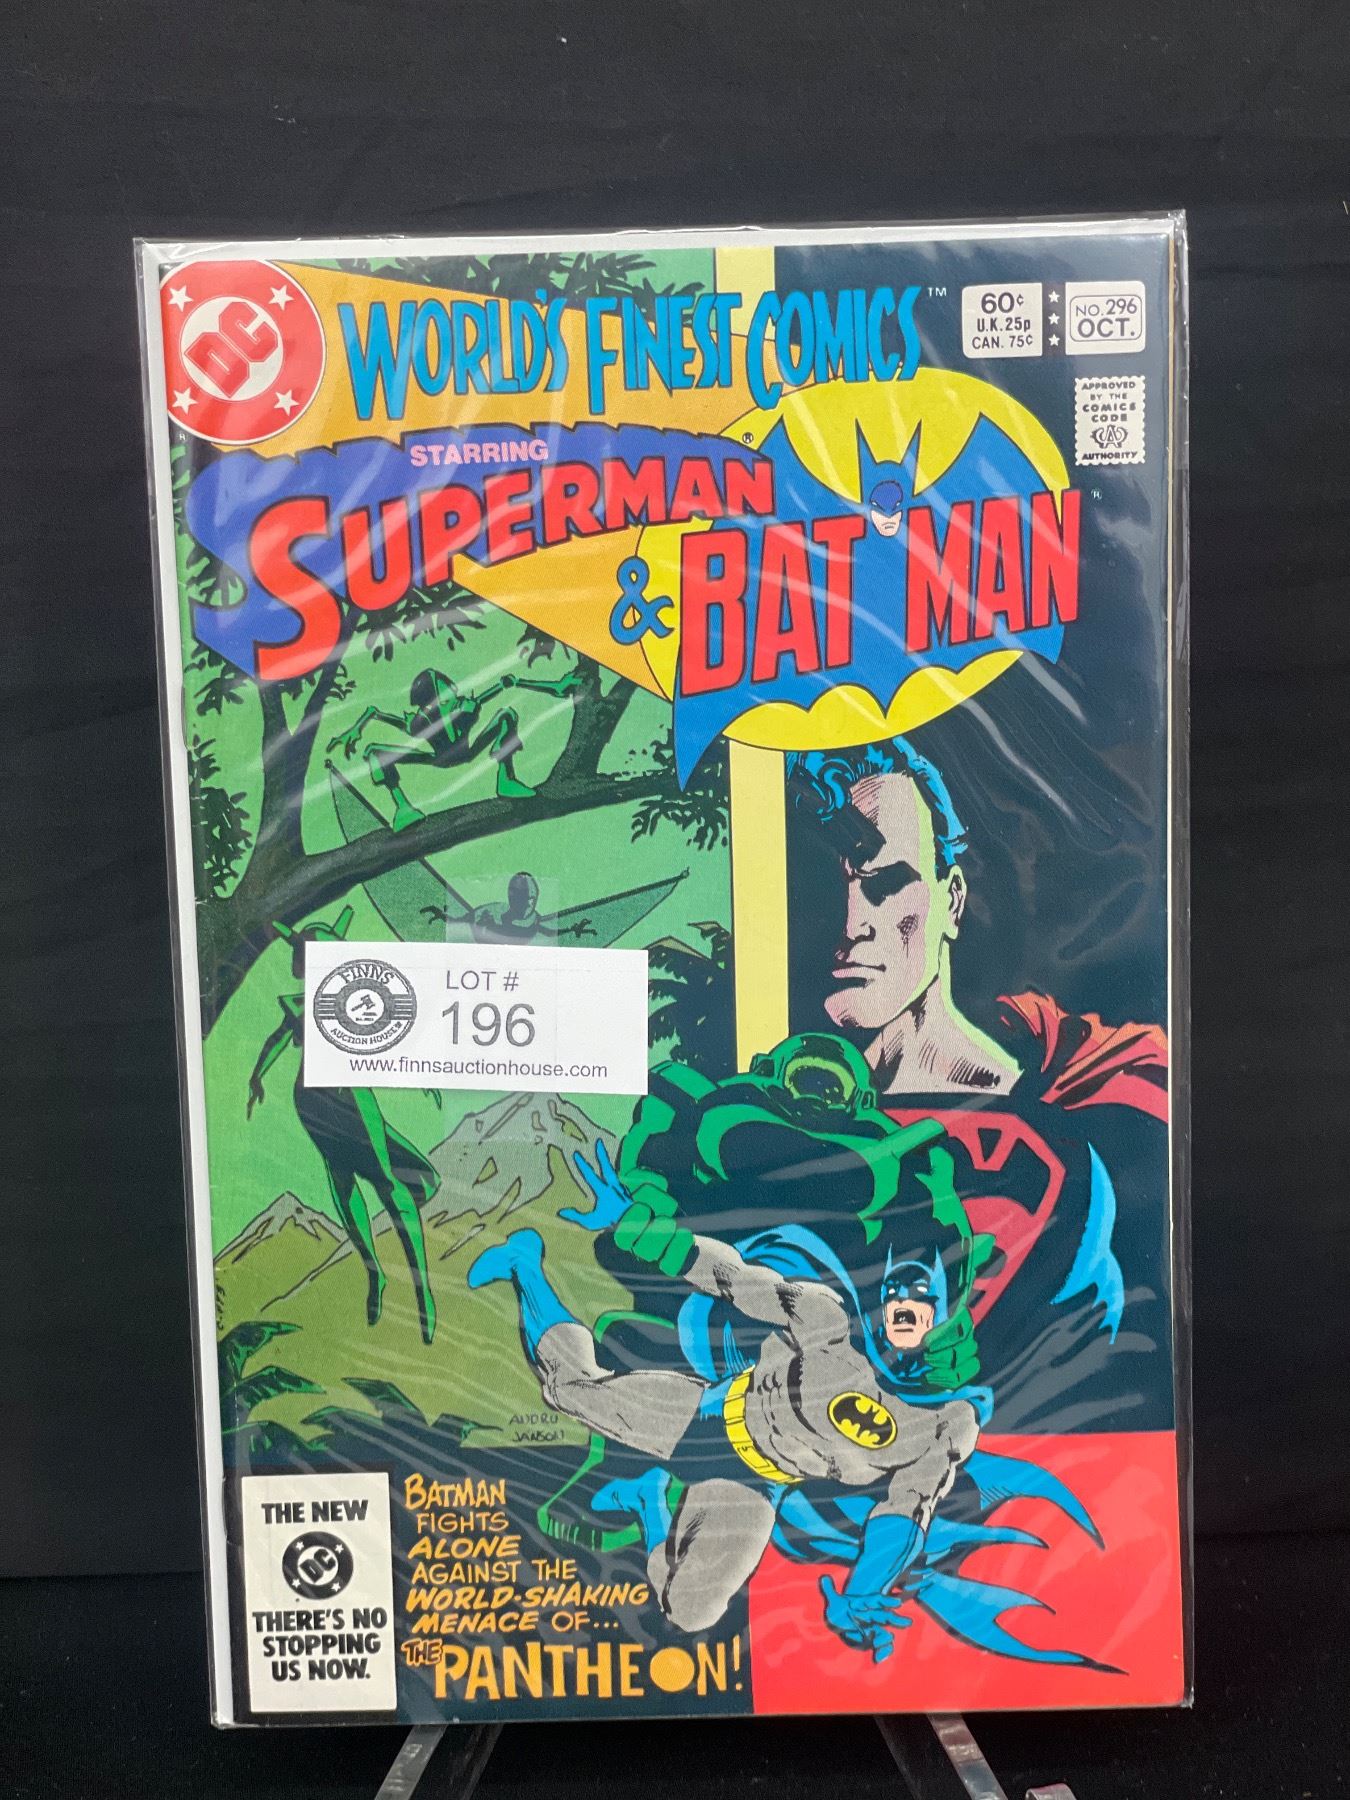 DC
WORLD'S FINEST COMICS™
60¢
U.K. 25p
CAN. 75¢
NO. 296
OCT.
APPROVED
BY THE
COMICS
CODE
CA
AUTHORITY
STARRING
SUPERMAN®
& BATMAN®
FINNS
AUCTION HOUSE
LOT #
196
www.finnsauctionhouse.com
ANDRU
JANSON
THE NEW
DC
THERE'S NO
STOPPING
US NOW.
BATMAN
FIGHTS
ALONE
AGAINST THE
WORLD-SHAKING
MENACE OF...
THE PANTHEON!